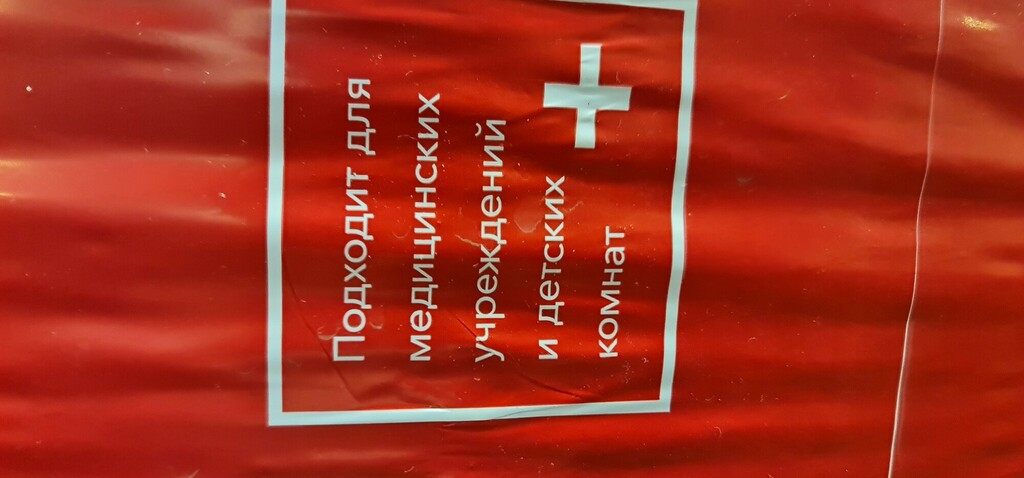 Подходит для
медицинских
учреждений
и детских
комнат